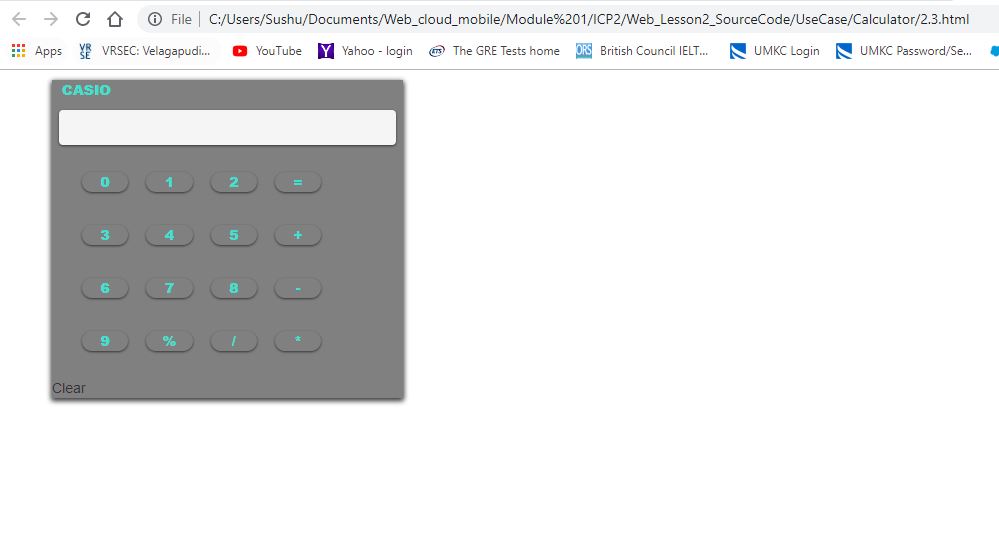 File C:/Users/Sushu/Documents/Web_cloud_mobile/Module%201/ICP2/Web_Lesson2_SourceCode/UseCase/Calculator/2.3.html
Apps VRSEC: Velagapudi... YouTube Yahoo - login ETS The GRE Tests home ORS British Council IELT... UMKC Login UMKC Password/Se...
CASIO
0 1 2 =
3 4 5 +
6 7 8 -
9 % / *
Clear